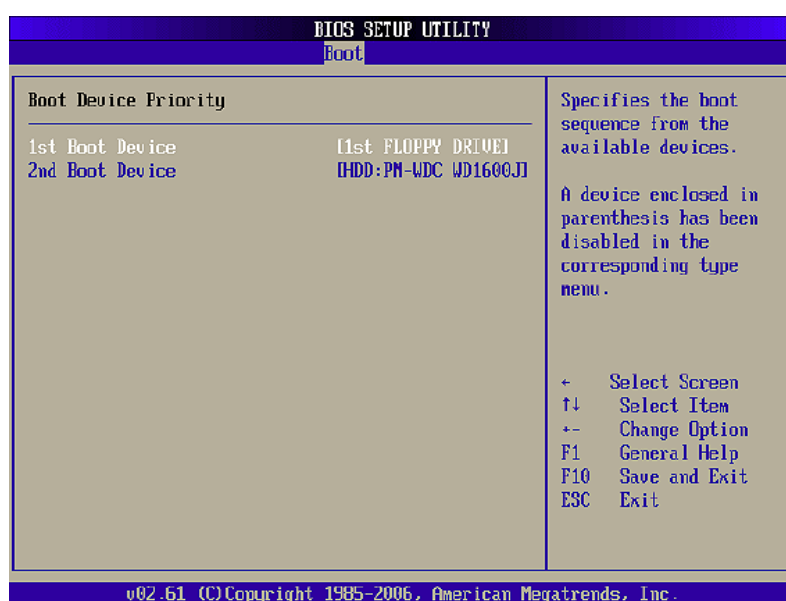 BIOS SETUP UTILITY
Boot
Boot Device Priority
1st Boot Device [1st FLOPPY DRIVE]
2nd Boot Device [HDD:PM-WDC WD1600J]
Specifies the boot
sequence from the
available devices.
A device enclosed in
parenthesis has been
disabled in the
corresponding type
menu.
← Select Screen
↑↓ Select Item
+- Change Option
F1 General Help
F10 Save and Exit
ESC Exit
v02.61 (C)Copyright 1985-2006, American Megatrends, Inc.